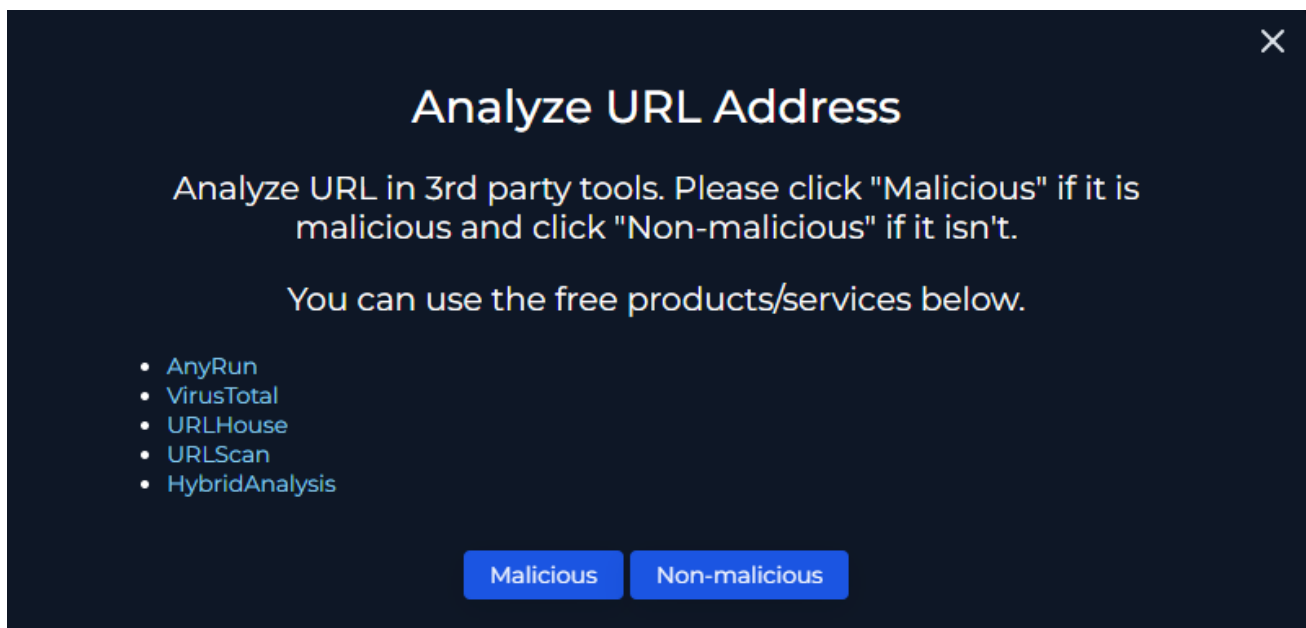 Analyze URL Address
Analyze URL in 3rd party tools. Please click "Malicious" if it is
malicious and click "Non-malicious" if it isn't.
You can use the free products/services below.
AnyRun
VirusTotal
URLHouse
URLScan
HybridAnalysis
Malicious Non-malicious